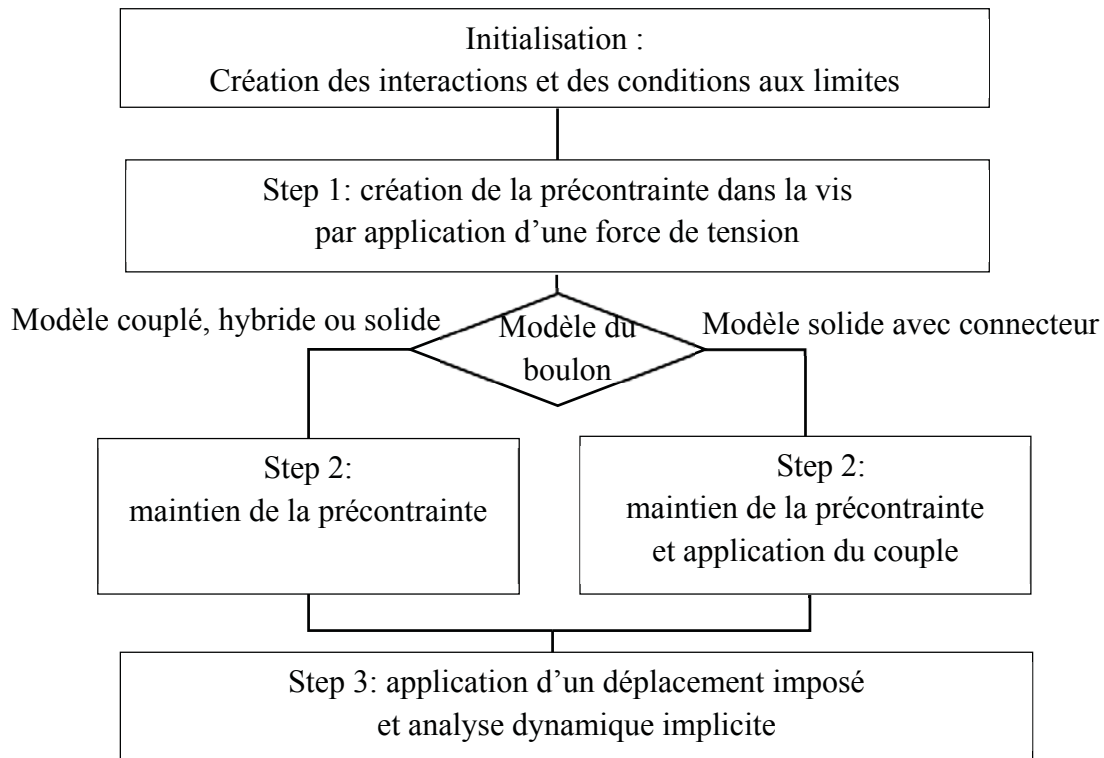 Initialisation :
Création des interactions et des conditions aux limites
Step 1: création de la précontrainte dans la vis
par application d’une force de tension
Modèle couplé, hybride ou solide
Modèle du
boulon
Modèle solide avec connecteur
Step 2:
maintien de la précontrainte
Step 2:
maintien de la précontrainte
et application du couple
Step 3: application d’un déplacement imposé
et analyse dynamique implicite